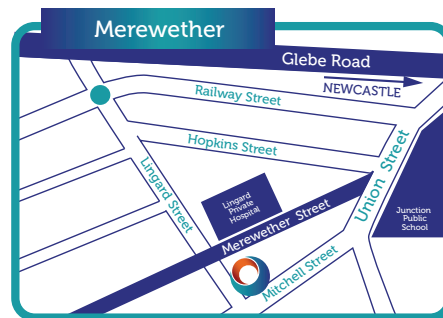 Merewether
Glebe Road
NEWCASTLE
Railway Street
Hopkins Street
Union Street
Lingard Street
Lingard
Private
Hospital
Merewether Street
Junction
Public
School
Mitchell Street